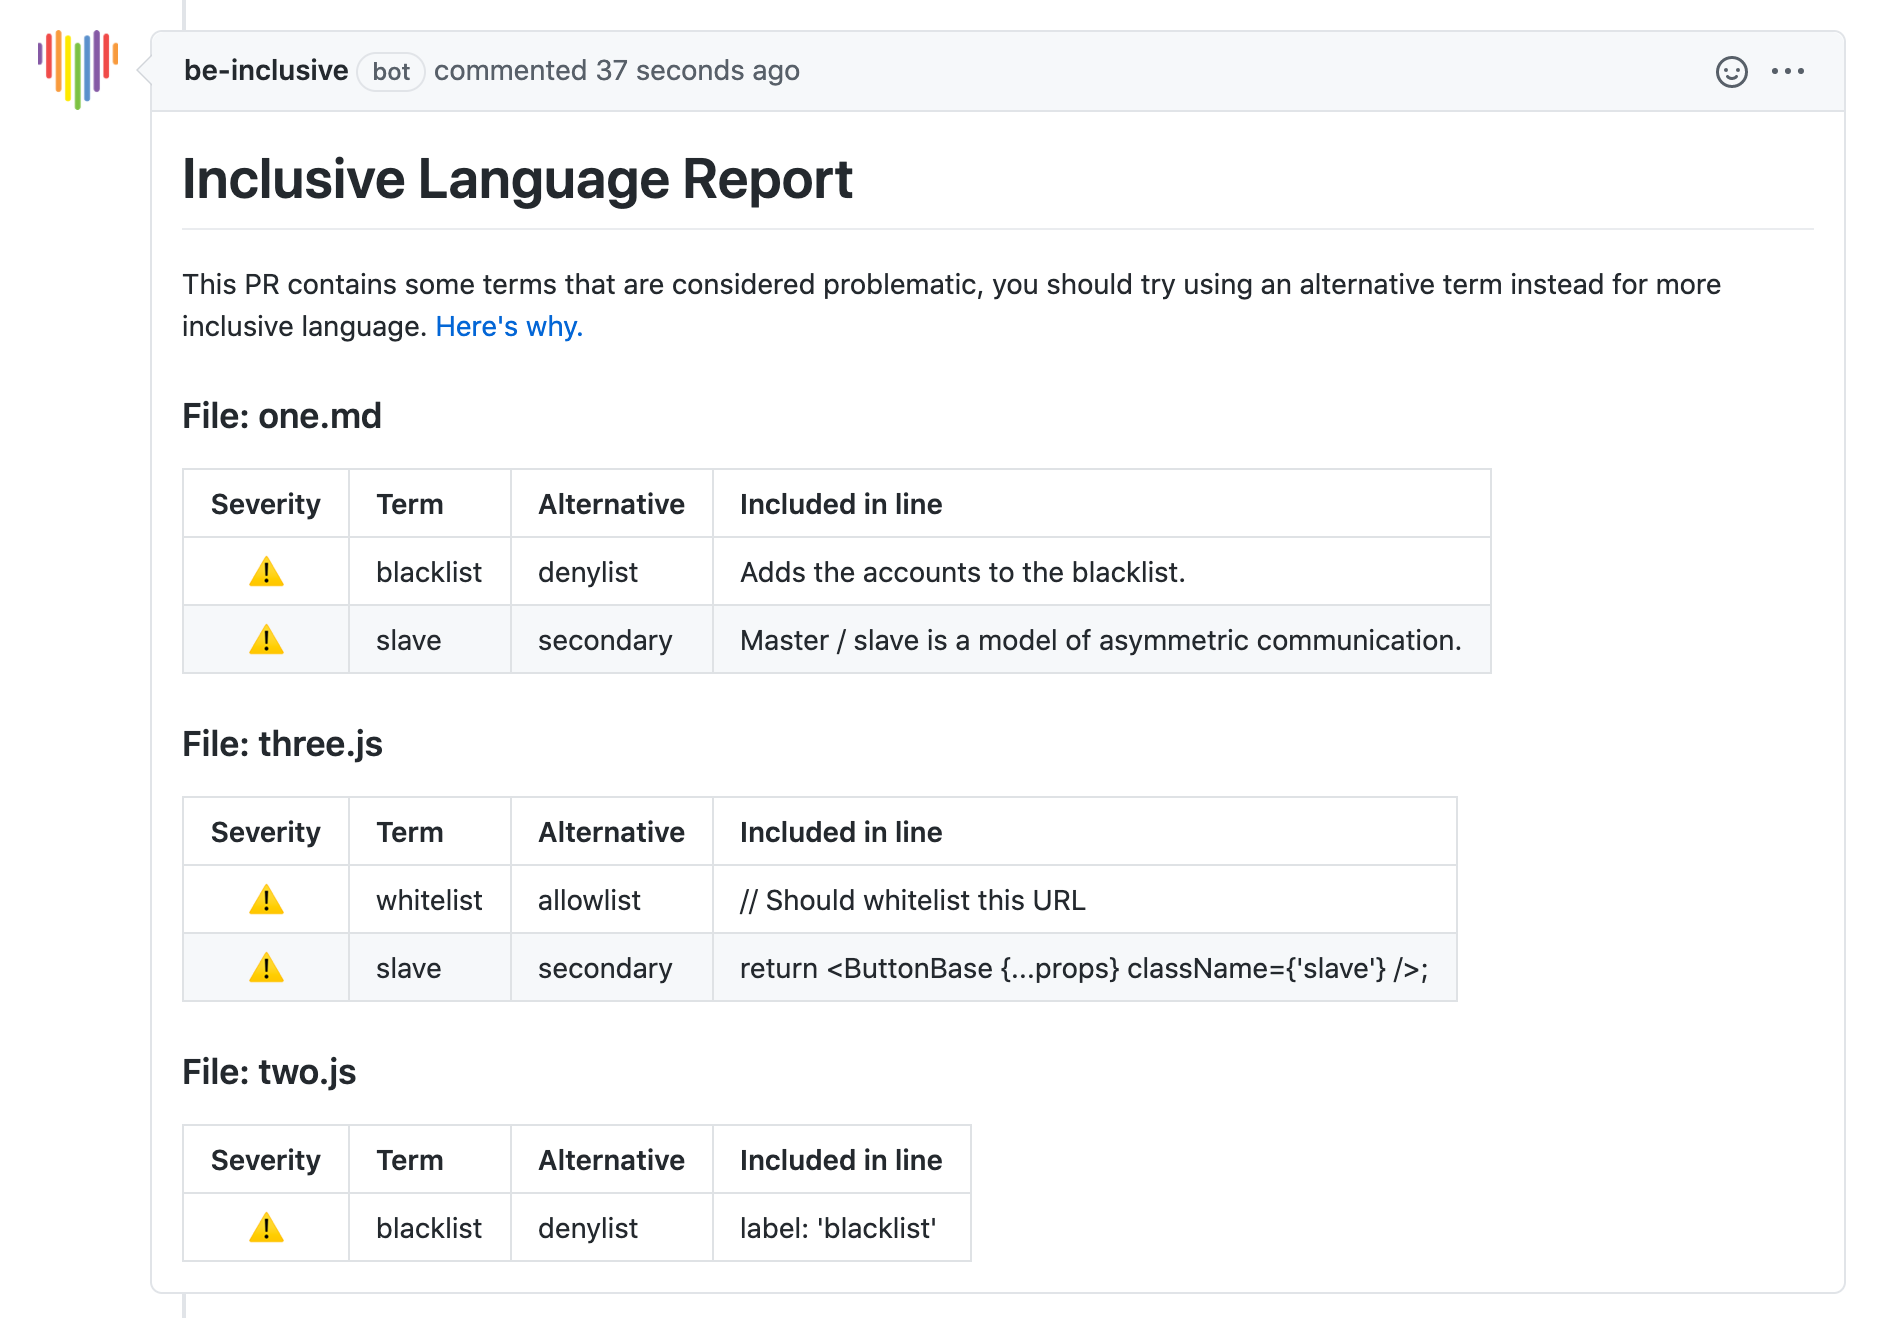 be-inclusive bot commented 37 seconds ago
Inclusive Language Report
This PR contains some terms that are considered problematic, you should try using an alternative term instead for more
inclusive language. Here's why.
File: one.md
Severity Term Alternative Included in line
blacklist denylist Adds the accounts to the blacklist.
slave secondary Master / slave is a model of asymmetric communication.
File: three.js
Severity Term Alternative Included in line
whitelist allowlist // Should whitelist this URL
slave secondary return <ButtonBase {...props} className={'slave'} />;
File: two.js
Severity Term Alternative Included in line
blacklist denylist label: 'blacklist'